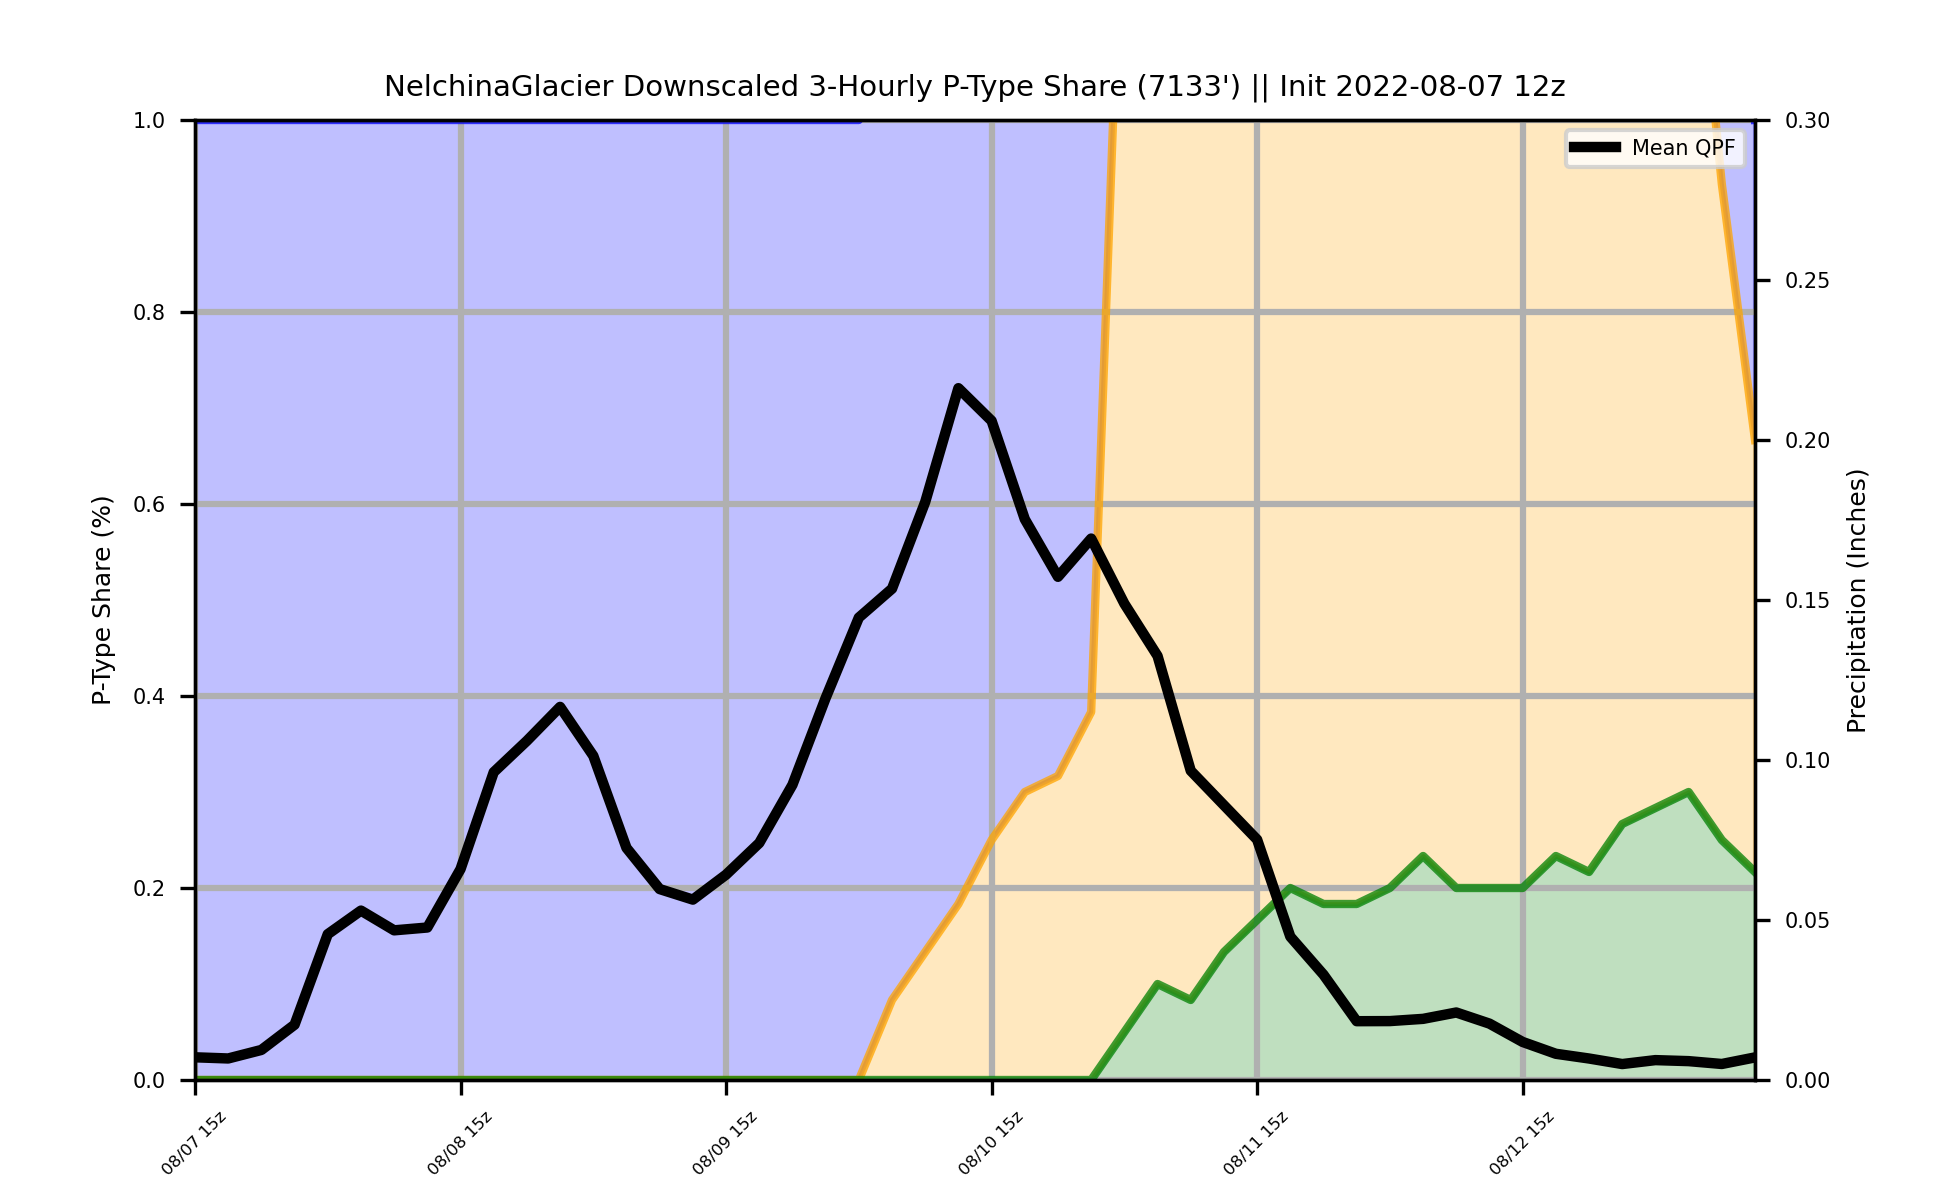 NelchinaGlacier Downscaled 3-Hourly P-Type Share (7133') || Init 2022-08-07 12z
Mean QPF
P-Type Share (%)
1.0
0.8
0.6
0.4
0.2
0.0
0.30
0.25
0.20
0.15
0.10
0.05
0.00
Precipitation (Inches)
08/07 15z
08/08 15z
08/09 15z
08/10 15z
08/11 15z
08/12 15z